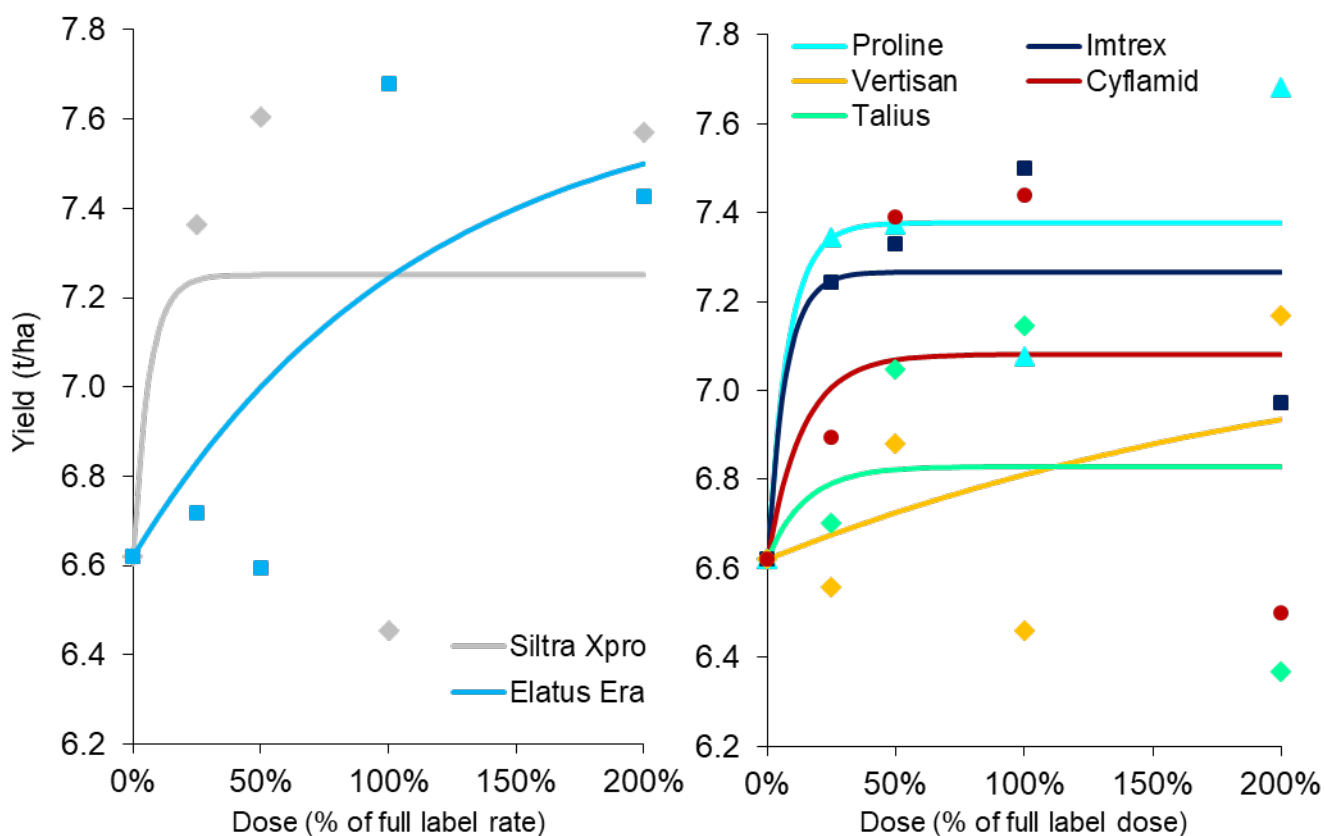 7.8
7.6
7.4
7.2
7.0
6.8
6.6
6.4
6.2
Yield (t/ha)
0% 50% 100% 150% 200%
Dose (% of full label rate)
Siltra Xpro
Elatus Era
7.8
7.6
7.4
7.2
7.0
6.8
6.6
6.4
6.2
Proline Imtrex
Vertisan Cyflamid
Talius
0% 50% 100% 150% 200%
Dose (% of full label dose)